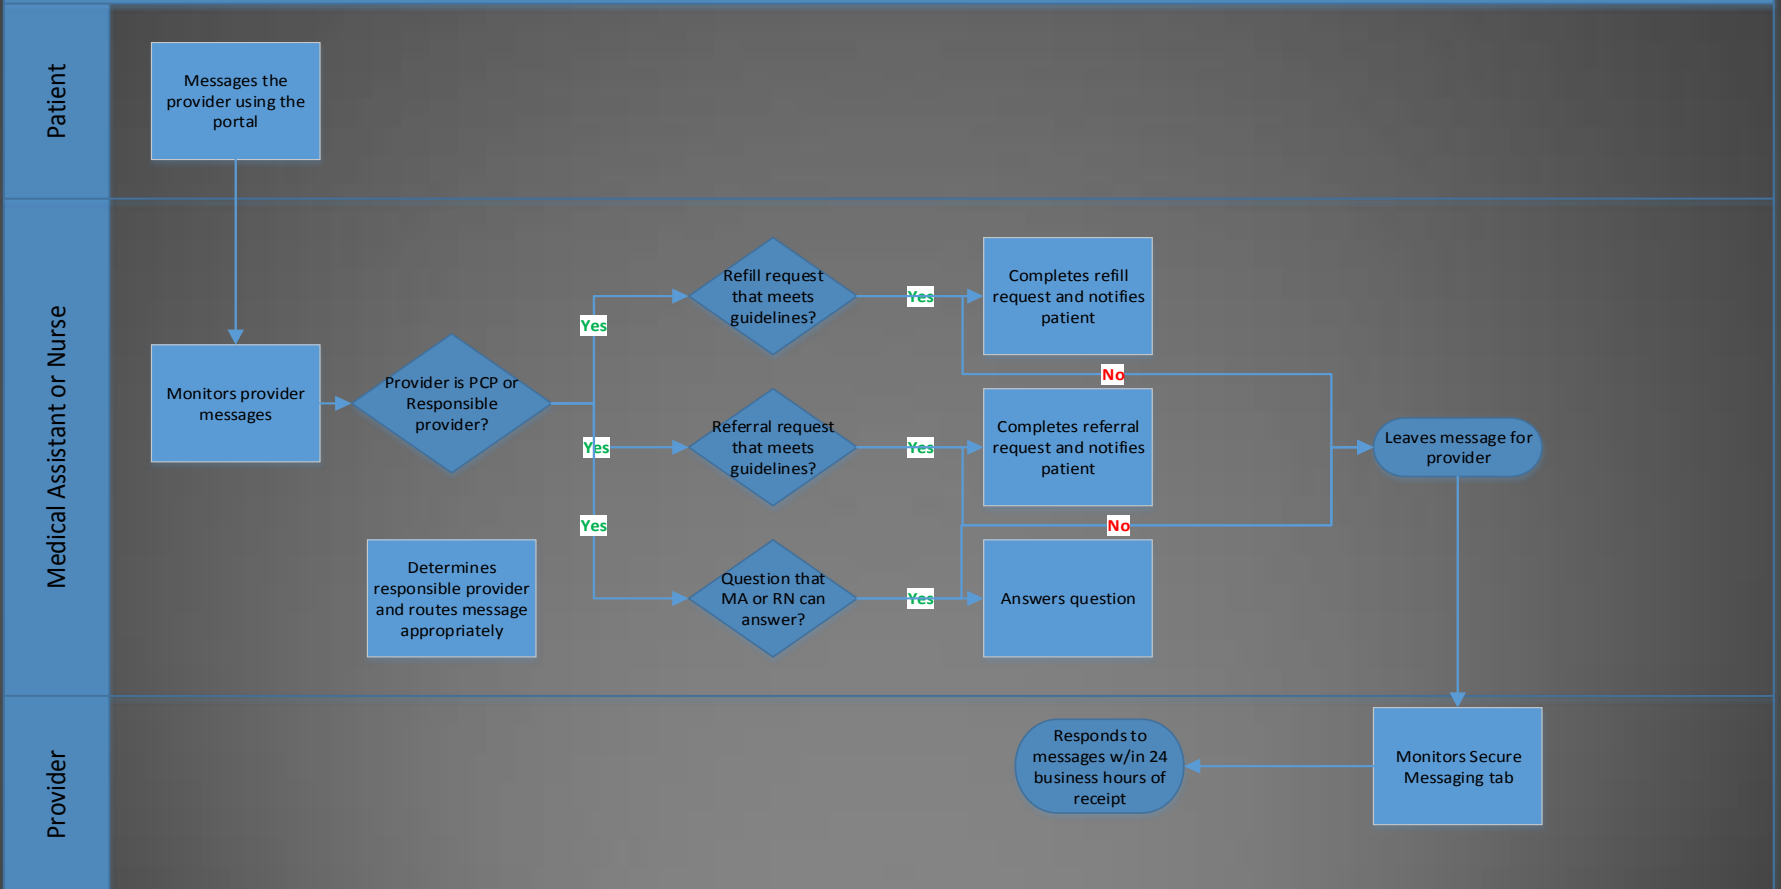 Patient
Messages the
provider using the
portal
Medical Assistant or Nurse
Monitors provider
messages
Provider is PCP or
Responsible
provider?
Yes
Yes
Yes
Determines
responsible provider
and routes message
appropriately
Refill request
that meets
guidelines?
Yes
Completes refill
request and notifies
patient
No
Referral request
that meets
guidelines?
Yes
Completes referral
request and notifies
patient
No
Question that
MA or RN can
answer?
Yes
Answers question
Leaves message for
provider
Provider
Monitors Secure
Messaging tab
Responds to
messages w/in 24
business hours of
receipt